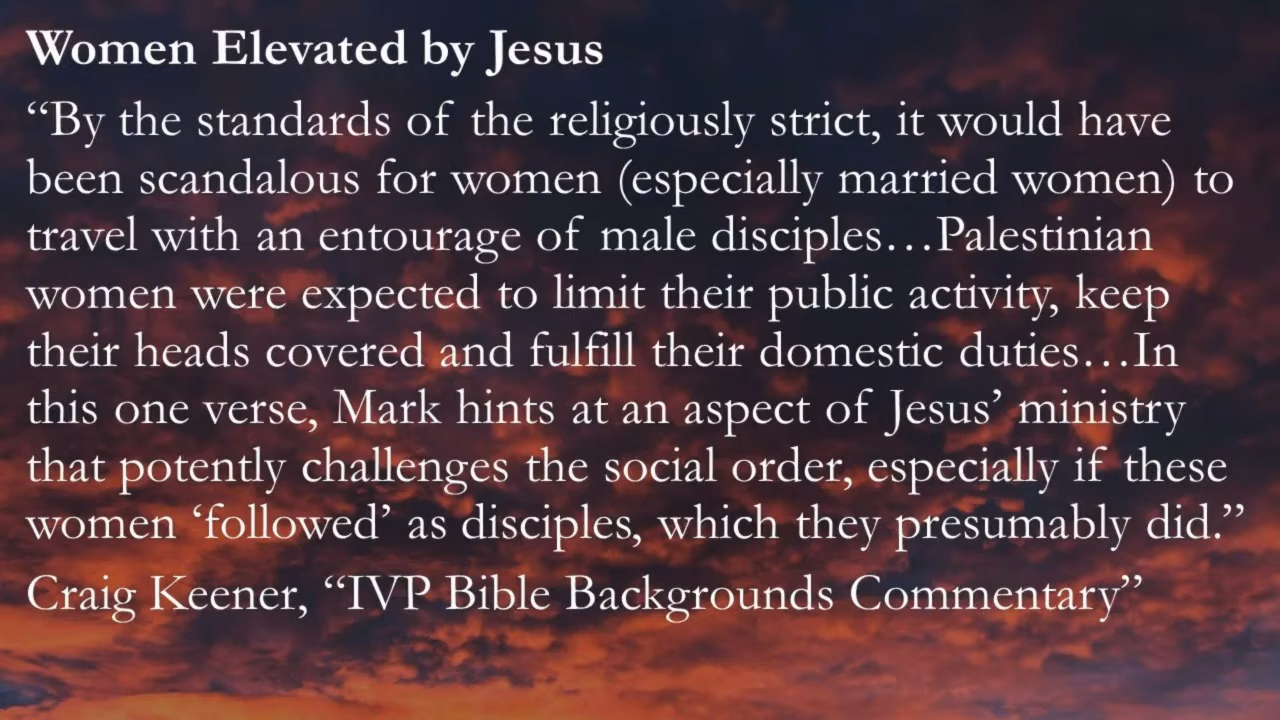 Women Elevated by Jesus
“By the standards of the religiously strict, it would have
been scandalous for women (especially married women) to
travel with an entourage of male disciples…Palestinian
women were expected to limit their public activity, keep
their heads covered and fulfill their domestic duties…In
this one verse, Mark hints at an aspect of Jesus’ ministry
that potently challenges the social order, especially if these
women ‘followed’ as disciples, which they presumably did.”
Craig Keener, “IVP Bible Backgrounds Commentary”